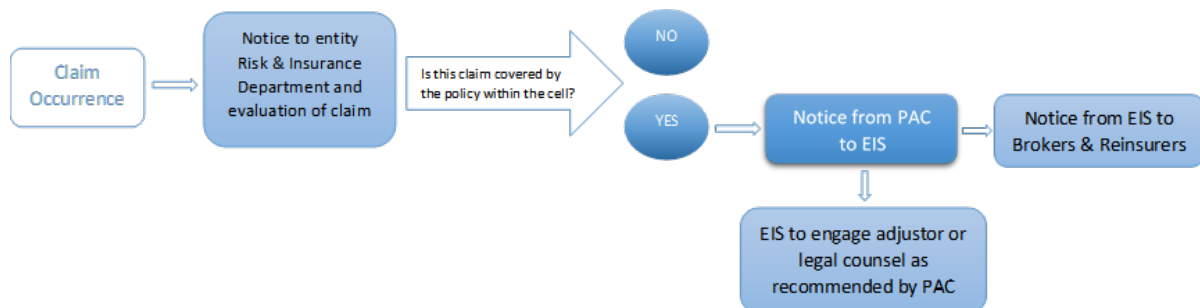 Claim
Occurrence
Notice to entity
Risk & Insurance
Department and
evaluation of claim
Is this claim covered by
the policy within the cell?
NO
YES
Notice from PAC
to EIS
Notice from EIS to
Brokers & Reinsurers
EIS to engage adjustor or
legal counsel as
recommended by PAC